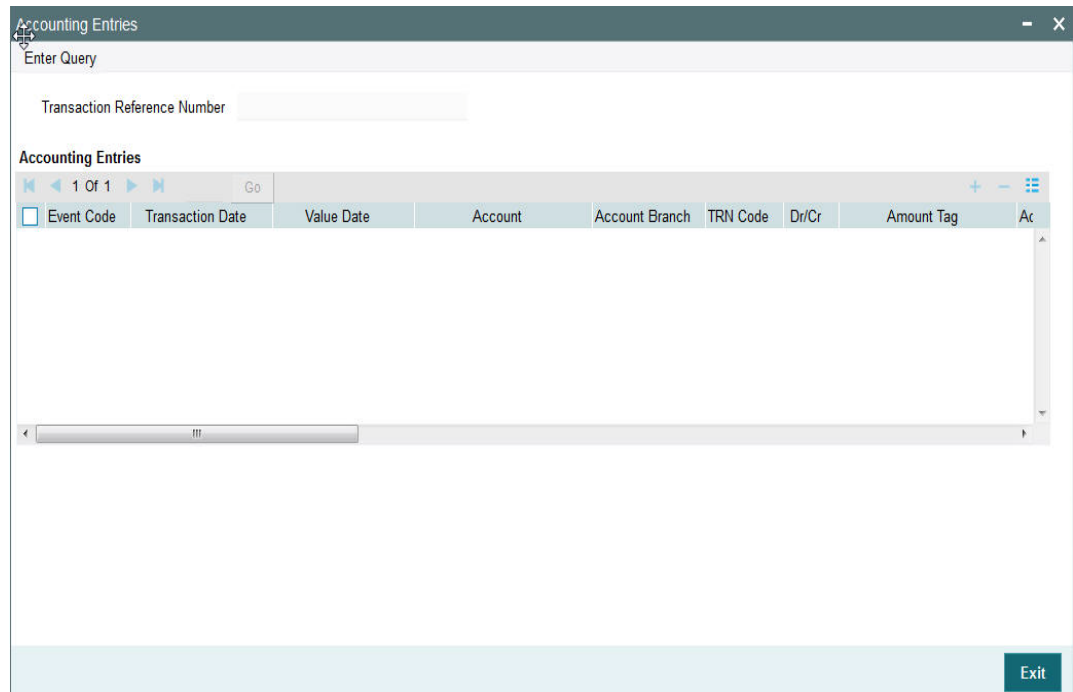 Accounting Entries
Enter Query
Transaction Reference Number
Accounting Entries
1 Of 1 Go
Event Code Transaction Date Value Date Account Account Branch TRN Code Dr/Cr Amount Tag Ac
Exit